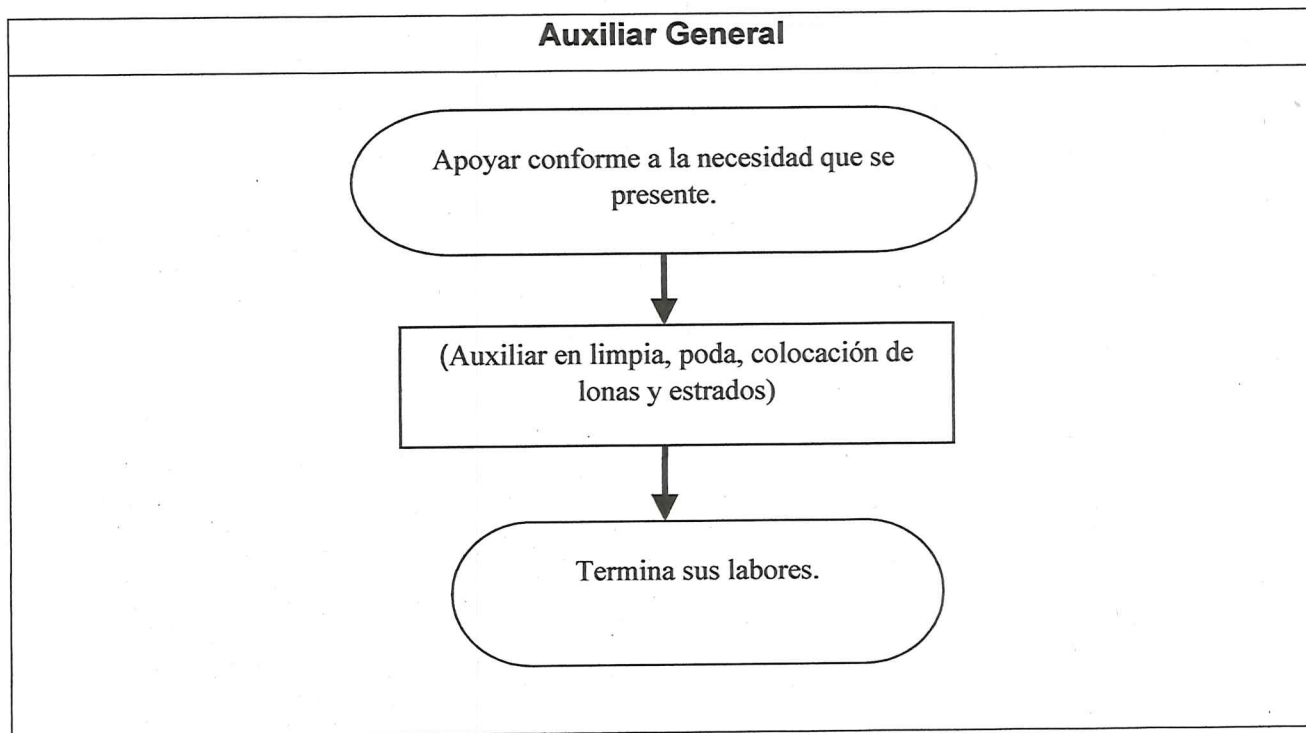 Auxiliar General
Apoyar conforme a la necesidad que se
presente.
(Auxiliar en limpia, poda, colocación de
lonas y estrados)
Termina sus labores.